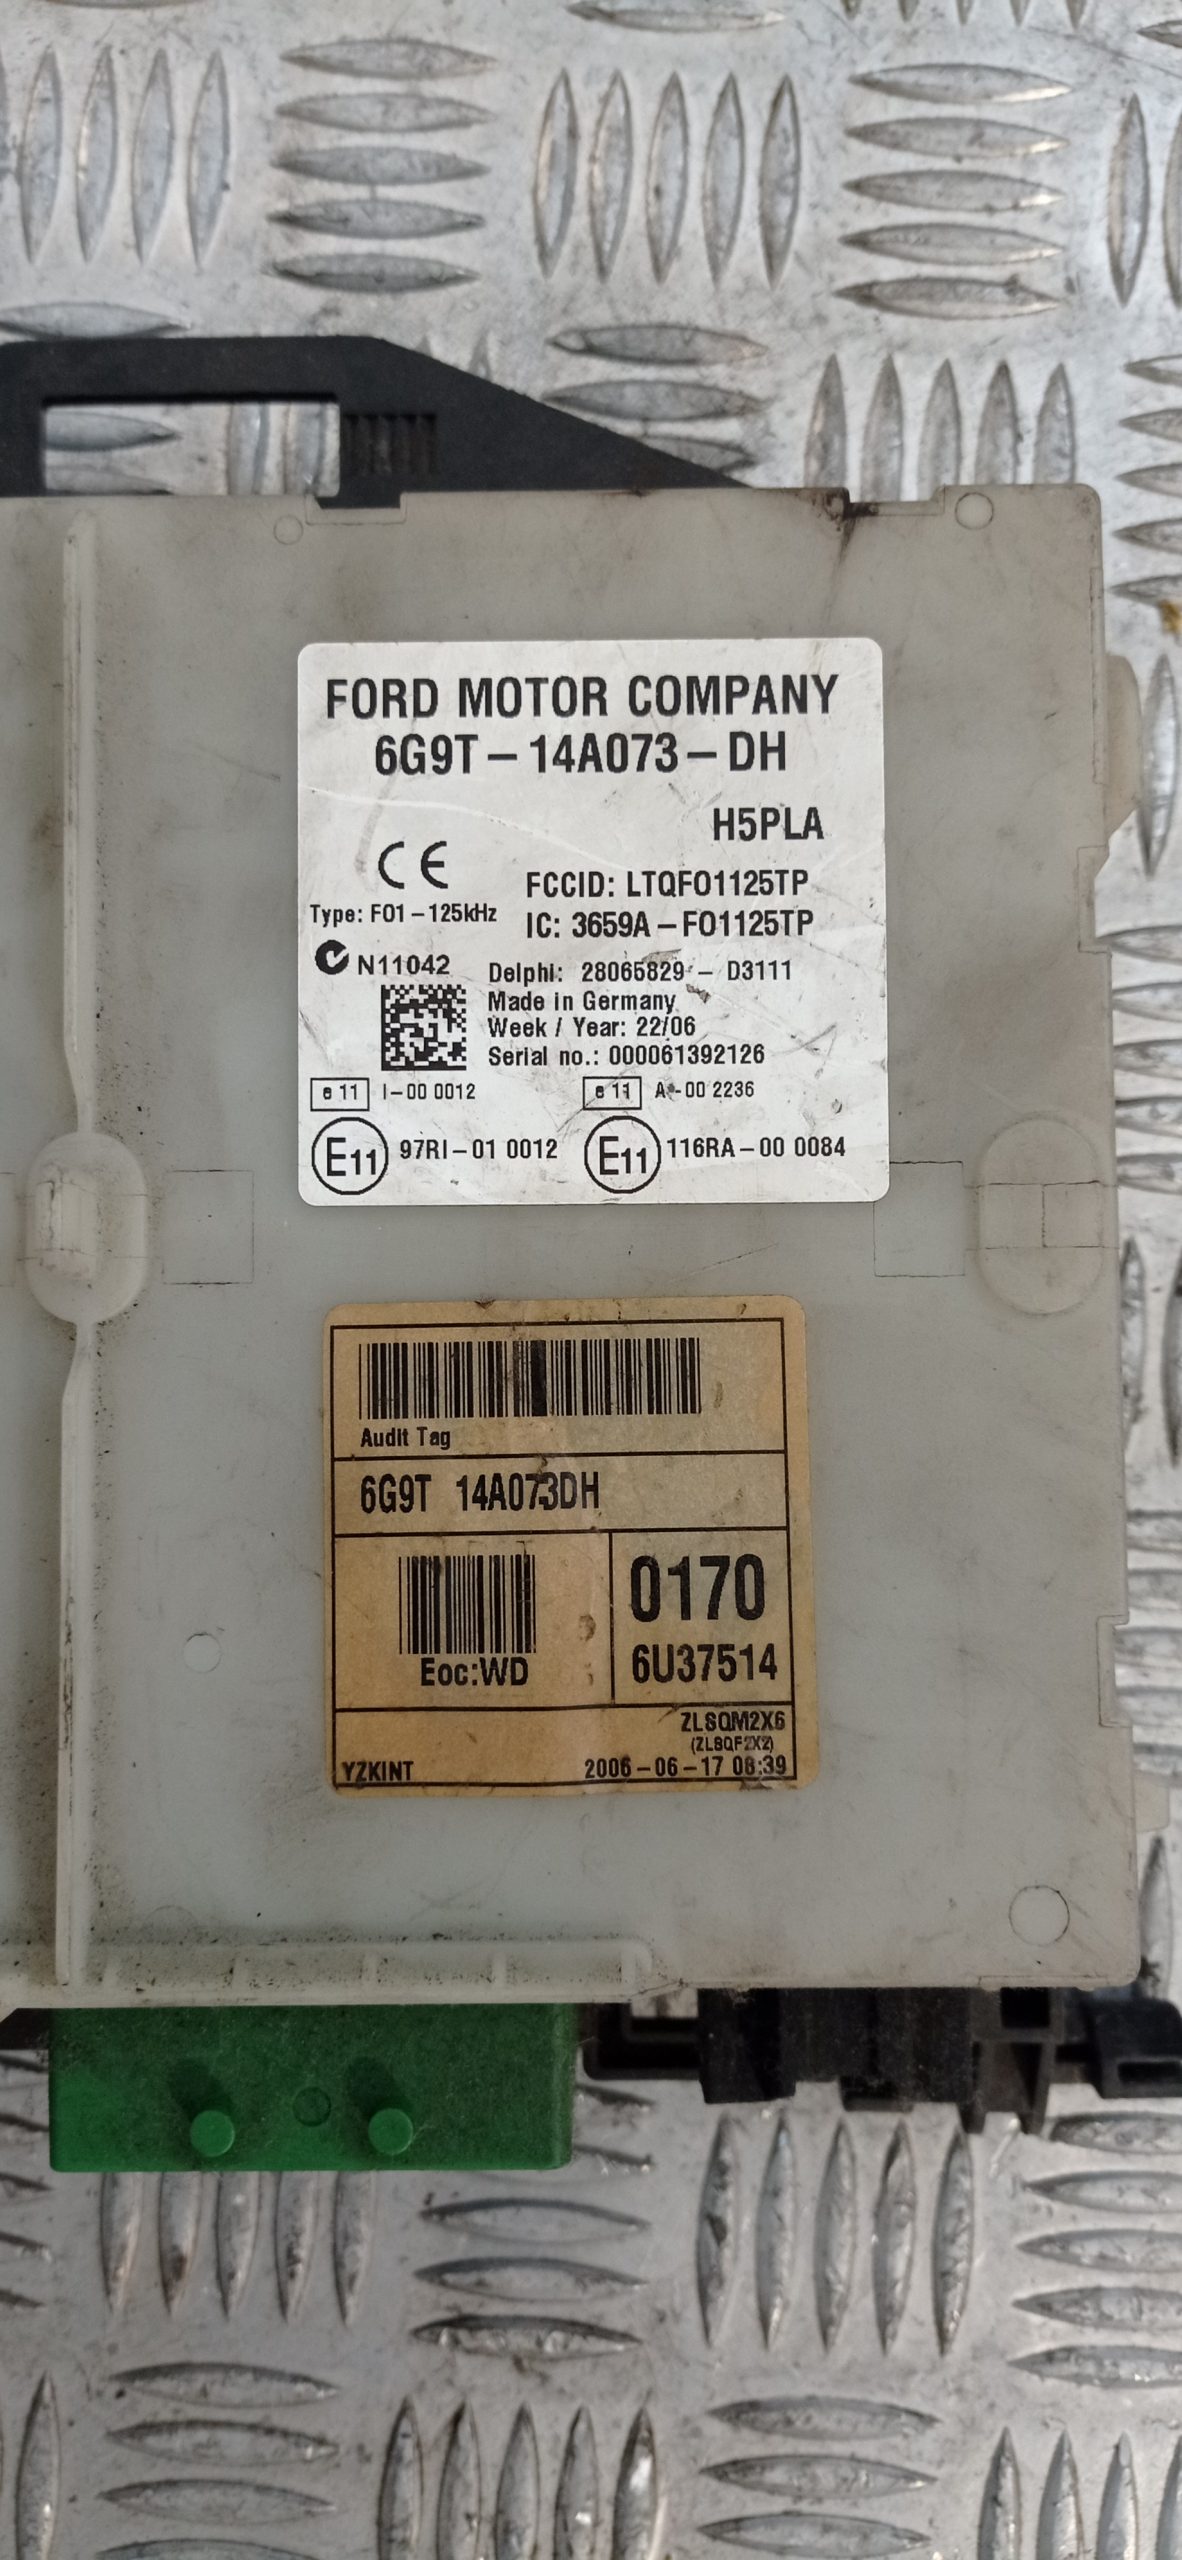 FORD MOTOR COMPANY
6G9T-14A073-DH
H5PLA
CE
FCCID: LTQFO1125TP
Type: FO1-125kHz
IC: 3659A-FO1125TP
N11042
Delphi: 28065829 - D3111
Made in Germany
Week / Year: 22/06
Serial no.: 000061392126
e 11 I-00 0012
e 11 A*-00 2236
E11 97RI-01 0012
E11 116RA-00 0084
Audit Tag
6G9T 14A073DH
0170
Eoc:WD
6U37514
ZLSQM2X6
(ZLSQF2X2)
YZKINT
2006-06-17 08:39